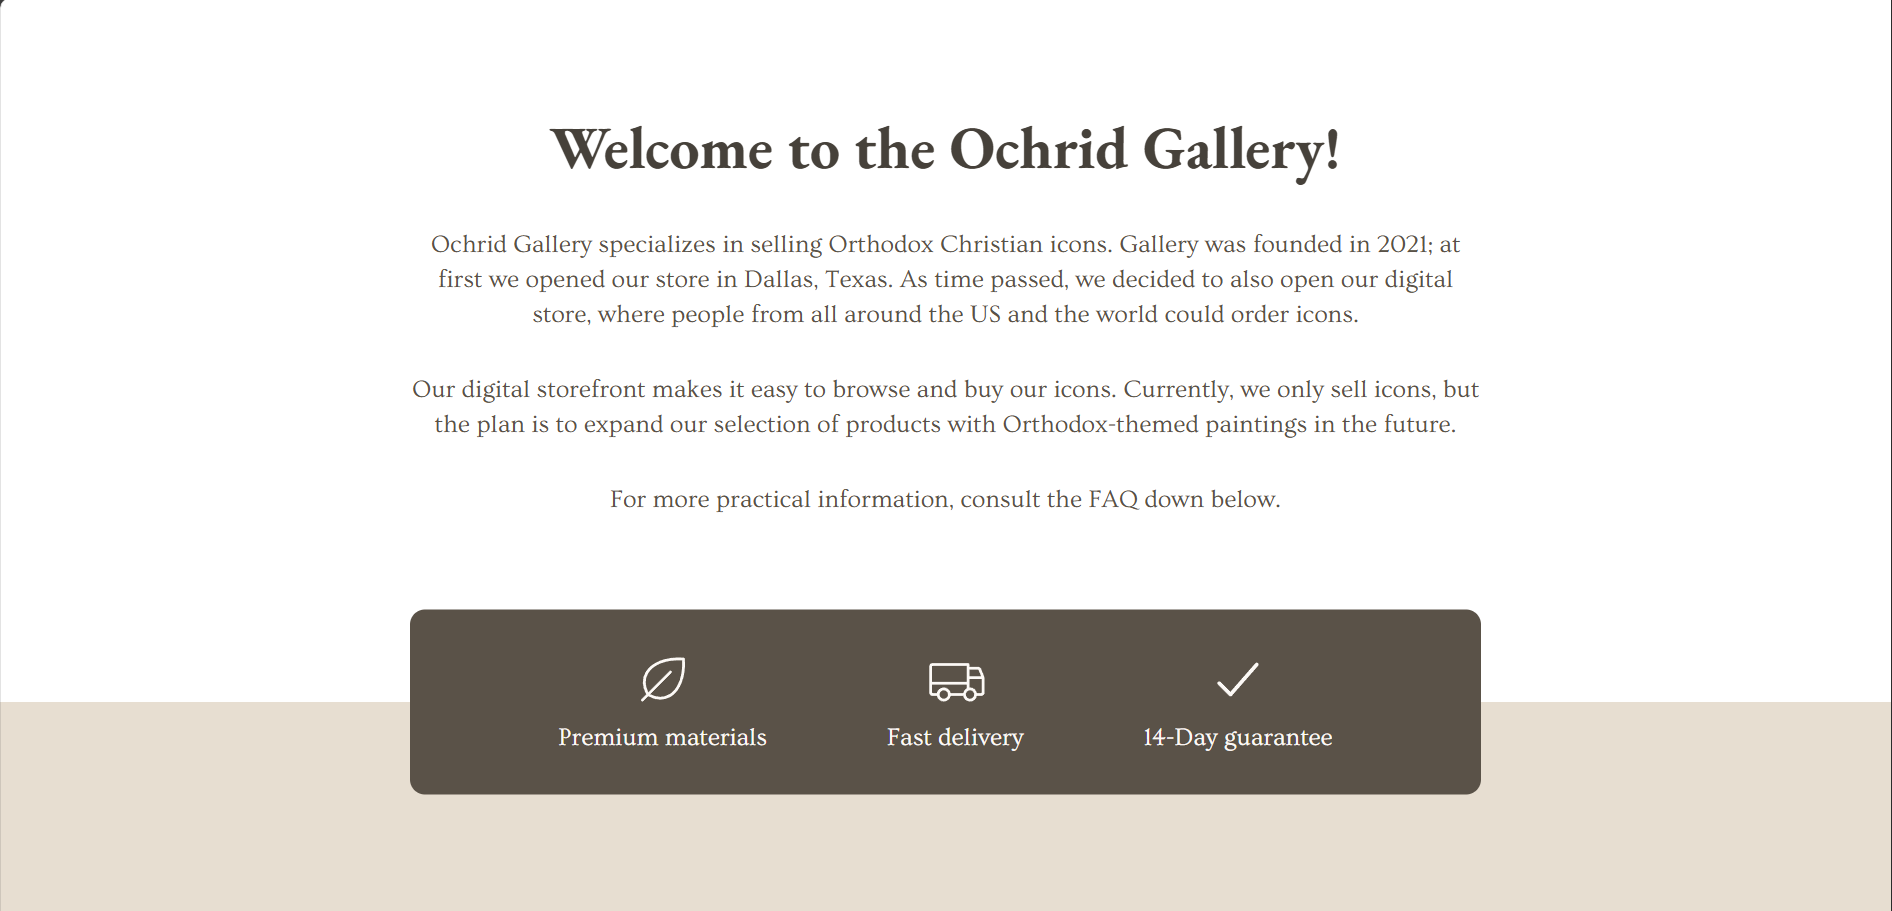 Welcome to the Ochrid Gallery!
Ochrid Gallery specializes in selling Orthodox Christian icons. Gallery was founded in 2021; at
first we opened our store in Dallas, Texas. As time passed, we decided to also open our digital
store, where people from all around the US and the world could order icons.
Our digital storefront makes it easy to browse and buy our icons. Currently, we only sell icons, but
the plan is to expand our selection of products with Orthodox-themed paintings in the future.
For more practical information, consult the FAQ down below.
Premium materials
Fast delivery
14-Day guarantee